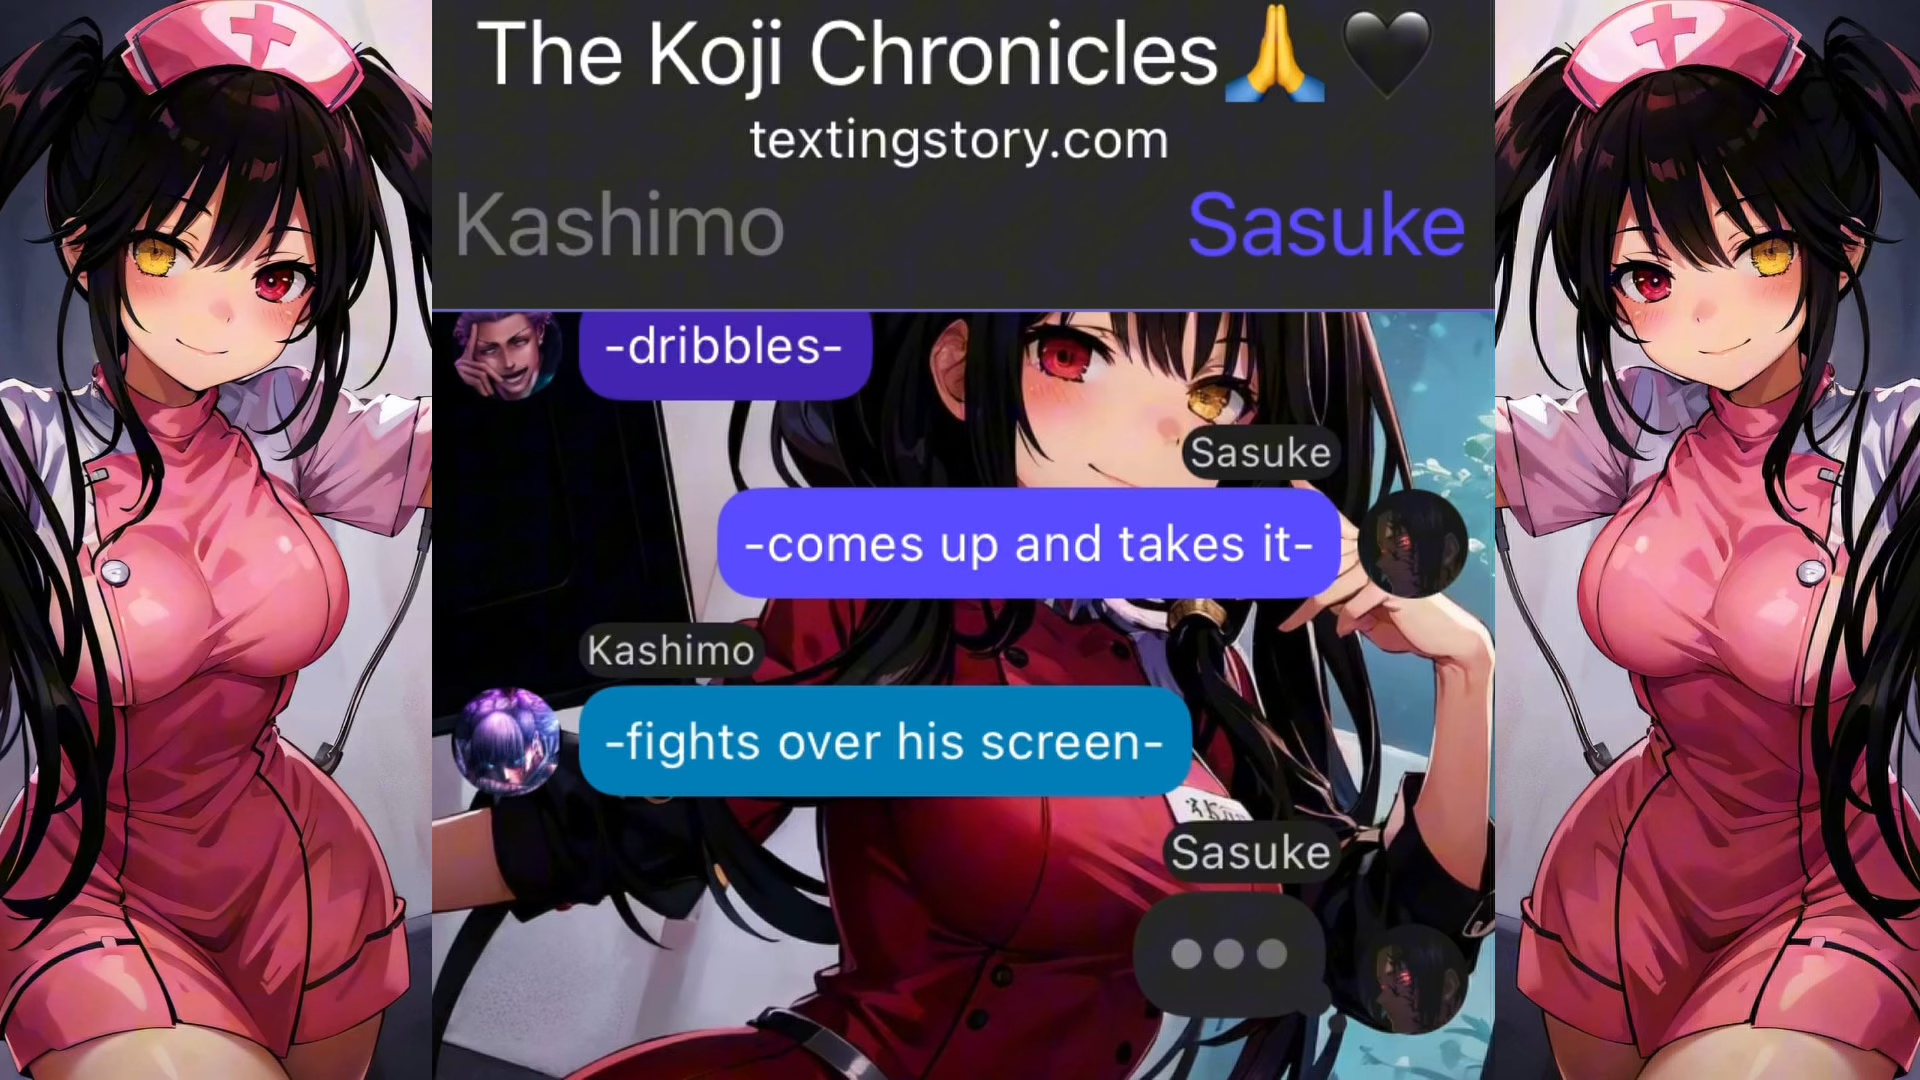 The Koji Chronicles🙏🖤
textingstory.com
Kashimo Sasuke
-dribbles-
Sasuke
-comes up and takes it-
Kashimo
-fights over his screen-
Sasuke